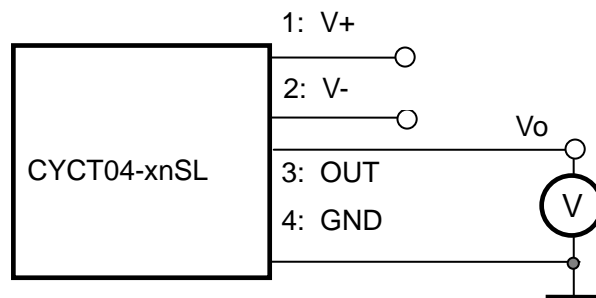 1: V+
2: V-
Vo
CYCT04-xnSL
3: OUT
V
4: GND